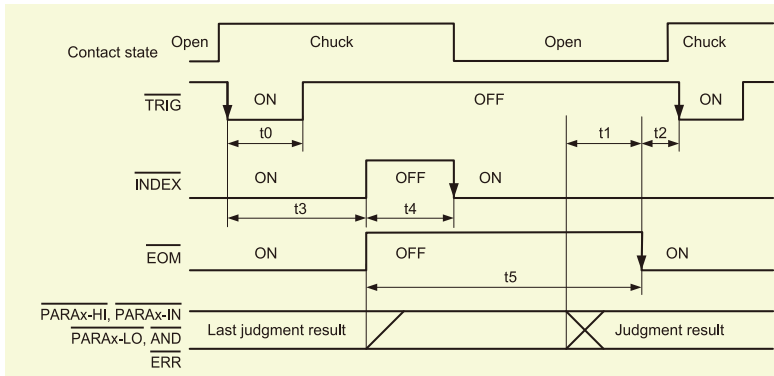 Contact state Open Chuck Open Chuck
TRIG ON OFF ON
t0 t1 t2
INDEX ON OFF ON
t3 t4
EOM ON OFF ON
t5
PARAx-HI, PARAx-IN
PARAx-LO, AND Last judgment result Judgment result
ERR